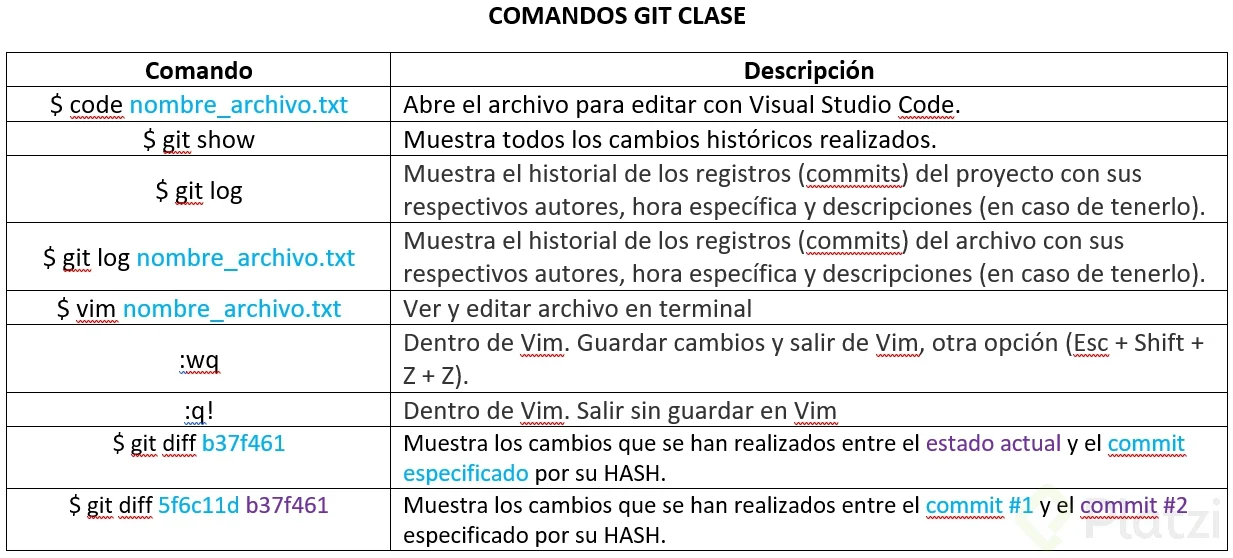 COMANDOS GIT CLASE
Comando Descripción
$ code nombre_archivo.txt Abre el archivo para editar con Visual Studio Code.
$ git show Muestra todos los cambios históricos realizados.
$ git log Muestra el historial de los registros (commits) del proyecto con sus
respectivos autores, hora específica y descripciones (en caso de tenerlo).
$ git log nombre_archivo.txt Muestra el historial de los registros (commits) del archivo con sus
respectivos autores, hora específica y descripciones (en caso de tenerlo).
$ vim nombre_archivo.txt Ver y editar archivo en terminal
:wq Dentro de Vim. Guardar cambios y salir de Vim, otra opción (Esc + Shift +
Z + Z).
:q! Dentro de Vim. Salir sin guardar en Vim
$ git diff b37f461 Muestra los cambios que se han realizados entre el estado actual y el commit
especificado por su HASH.
$ git diff 5f6c11d b37f461 Muestra los cambios que se han realizados entre el commit #1 y el commit #2
especificado por su HASH.
Platzi